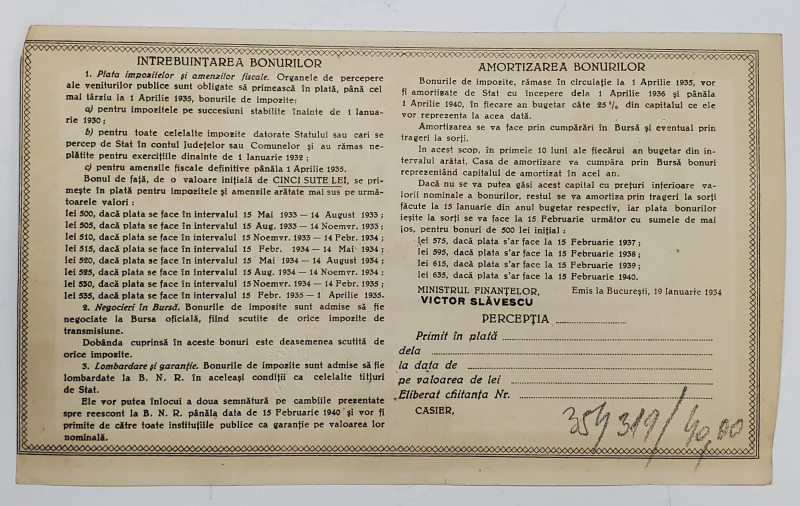 INTREBUINȚAREA BONURILOR
1. Plata impozitelor și amenzilor fiscale. Organele de percepere
ale veniturilor publice sunt obligate să primească în plată, până cel
mai târziu la 1 Aprilie 1935, bonurile de impozite:
a) pentru impozitele pe succesiuni stabilite înainte de 1 Ianua-
rie 1930;
b) pentru toate celelalte impozite datorate Statului sau cari se
percep de Stat în contul Județelor sau Comunelor și au rămas ne-
plătite pentru exercițiile dinainte de 1 Ianuarie 1932;
c) pentru amenzile fiscale definitive pânăla 1 Aprilie 1935.
Bonul de față, de o valoare inițială de CINCI SUTE LEI, se pri-
mește în plată pentru impozitele și amenzile arătate mai sus pe urmă-
toarele valori:
lei 500, dacă plata se face în intervalul 15 Mai 1933 — 14 August 1933;
lei 505, dacă plata se face în intervalul 15 Aug. 1933 — 14 Noemvr. 1933;
lei 510, dacă plata se face în intervalul 15 Noemvr. 1933 — 14 Febr. 1934;
lei 515, dacă plata se face în intervalul 15 Febr. 1934 — 14 Mai 1934;
lei 520, dacă plata se face în intervalul 15 Mai 1934 — 14 August 1934;
lei 525, dacă plata se face în intervalul 15 Aug. 1934 — 14 Noemvr. 1934;
lei 530, dacă plata se face în intervalul 15 Noemvr. 1934 — 14 Febr. 1935;
lei 535, dacă plata se face în intervalul 15 Febr. 1935 — 1 Aprilie 1935.
2. Negocieri în Bursă. Bonurile de impozite sunt admise să fie
negociate la Bursa oficială, fiind scutite de orice impozite de
transmisiune.
Dobânda cuprinsă în aceste bonuri este deasemenea scutită de
orice impozite.
3. Lombardare și garanție. Bonurile de impozite sunt admise să fie
lombardate la B. N. R. în aceleași condiții ca celelalte titluri
de Stat.
Ele vor putea înlocui a doua semnătură pe cambiile prezentate
spre reescont la B. N. R. pânăla data de 15 Februarie 1940 și vor fi
primite de către toate instituțiile publice ca garanție pe valoarea lor
nominală.
AMORTIZAREA BONURILOR
Bonurile de impozite, rămase în circulație la 1 Aprilie 1935, vor
fi amortizate de Stat cu începere dela 1 Aprilie 1936 și pânăla
1 Aprilie 1940, în fiecare an bugetar câte 25% din capitalul ce ele
vor reprezenta la acea dată.
Amortizarea se va face prin cumpărări în Bursă și eventual prin
trageri la sorți.
In acest scop, în primele 10 luni ale fiecărui an bugetar din in-
tervalul arătat, Casa de amortizare va cumpăra prin Bursă bonuri
reprezentând capitalul de amortizat în acel an.
Dacă nu se va putea găsi acest capital cu prețuri inferioare va-
lorii nominale a bonurilor, restul se va amortiza prin trageri la sorți
făcute la 15 Ianuarie din anul bugetar respectiv, iar plata bonurilor
ieșite la sorți se va face la 15 Februarie următor cu sumele de mai
jos, pentru bonuri de 500 lei inițial:
lei 575, dacă plata s'ar face la 15 Februarie 1937;
lei 595, dacă plata s'ar face la 15 Februarie 1938;
lei 615, dacă plata s'ar face la 15 Februarie 1939;
lei 635, dacă plata s'ar face la 15 Februarie 1940.
MINISTRUL FINANȚELOR, Emis la București, 19 Ianuarie 1934
VICTOR SLĂVESCU
PERCEPȚIA
Primit în plată
dela
la data de
pe valoarea de lei
Eliberat chitanța Nr.
CASIER,
354319/40,00